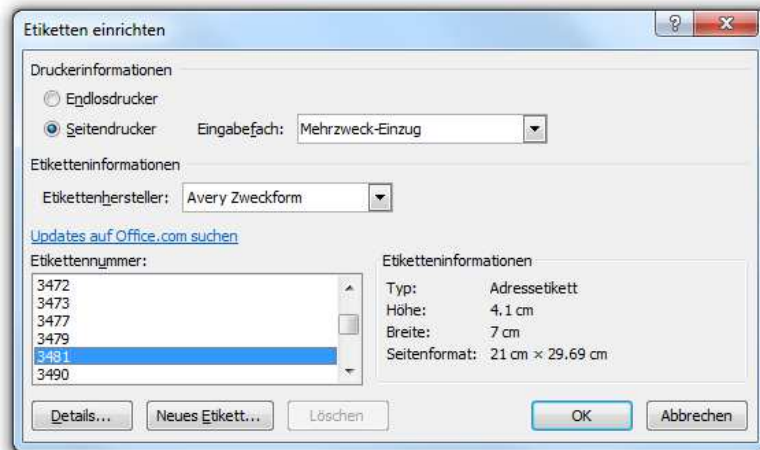 Etiketten einrichten
Druckerinformationen
Endlosdrucker
Seitendrucker Eingabefach: Mehrzweck-Einzug
Etiketteninformationen
Etikettenhersteller: Avery Zweckform
Updates auf Office.com suchen
Etikettennummer:
3472
3473
3477
3479
3481
3490
Etiketteninformationen
Typ: Adressetikett
Höhe: 4.1 cm
Breite: 7 cm
Seitenformat: 21 cm × 29.69 cm
Details... Neues Etikett... Löschen OK Abbrechen